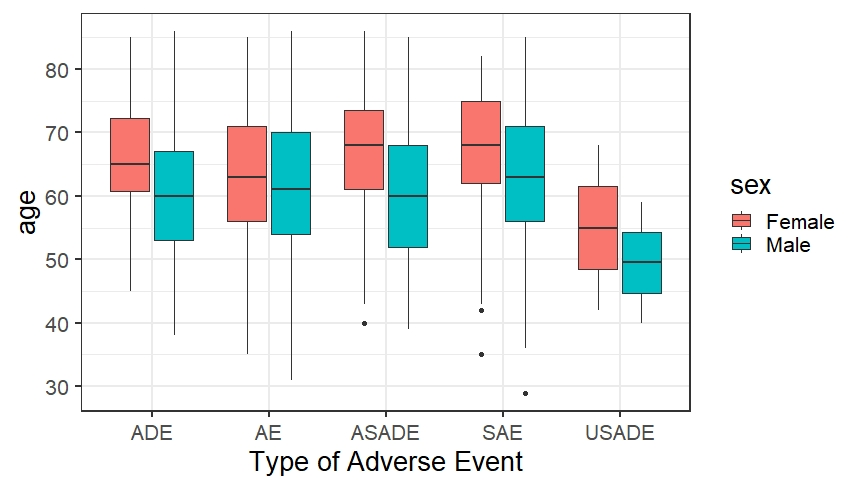 80
70
60
50
40
30
age
ADE AE ASADE SAE USADE
Type of Adverse Event
sex
Female
Male